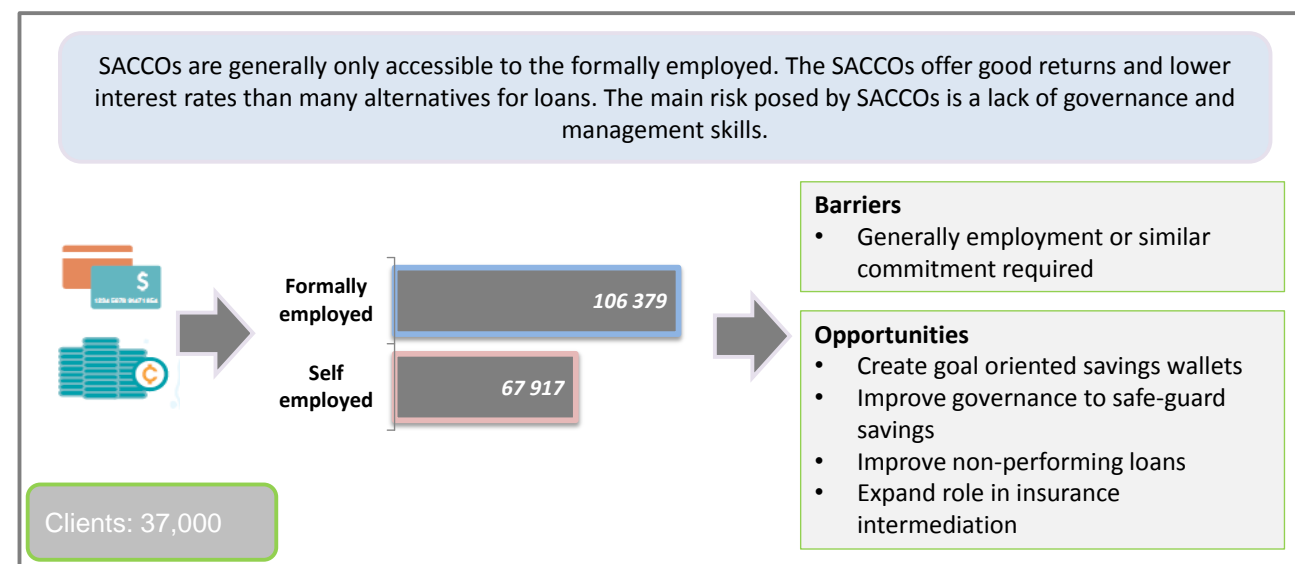 SACCOs are generally only accessible to the formally employed. The SACCOs offer good returns and lower
interest rates than many alternatives for loans. The main risk posed by SACCOs is a lack of governance and
management skills.
$
Formally
employed
106 379
Self
employed
67 917
Clients: 37,000
Barriers
• Generally employment or similar
commitment required
Opportunities
• Create goal oriented savings wallets
• Improve governance to safe-guard
savings
• Improve non-performing loans
• Expand role in insurance
intermediation